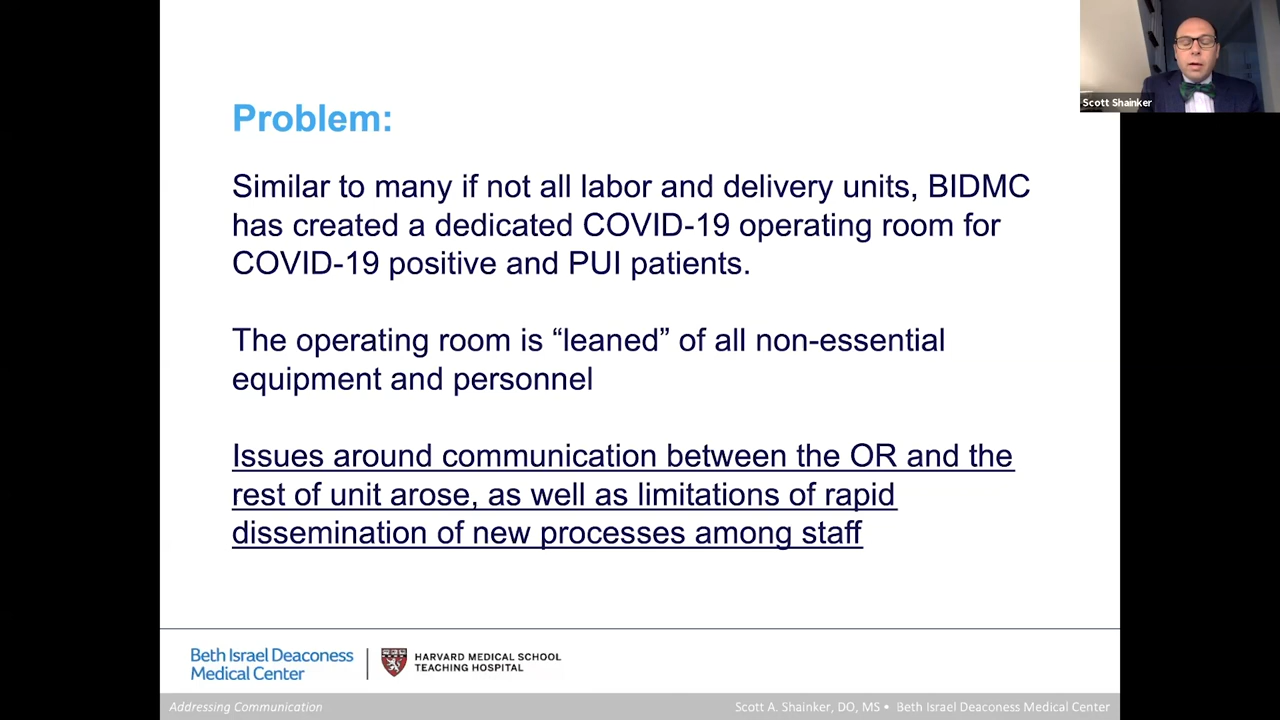 Scott Shainker
Problem:
Similar to many if not all labor and delivery units, BIDMC
has created a dedicated COVID-19 operating room for
COVID-19 positive and PUI patients.
The operating room is “leaned” of all non-essential
equipment and personnel
Issues around communication between the OR and the
rest of unit arose, as well as limitations of rapid
dissemination of new processes among staff
Beth Israel Deaconess
Medical Center
HARVARD MEDICAL SCHOOL
TEACHING HOSPITAL
Addressing Communication
Scott A. Shainker, DO, MS • Beth Israel Deaconess Medical Center